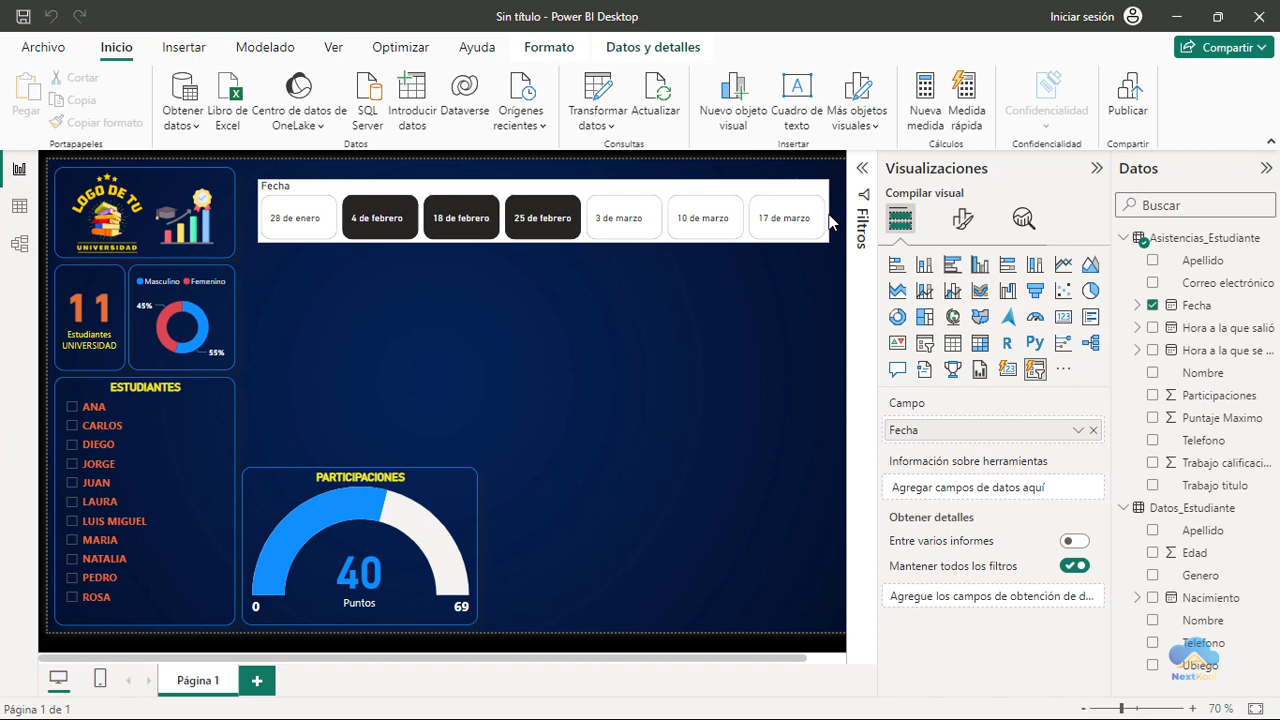 Sin título - Power BI Desktop
Iniciar sesión
Archivo
Inicio
Insertar
Modelado
Ver
Optimizar
Ayuda
Formato
Datos y detalles
Compartir
Pegar
Cortar
Copia
Copiar formato
Portapapeles
Obtener datos
Libro de Excel
Centro de datos de OneLake
SQL Server
Introducir datos
Dataverse
Orígenes recientes
Datos
Transformar datos
Actualizar
Consultas
Nuevo objeto visual
Cuadro de texto
Más objetos visuales
Insertar
Nueva medida
Medida rápida
Cálculos
Confidencialidad
Confidencialidad
Publicar
Compartir
LOGO DE TU
UNIVERSIDAD
Fecha
28 de enero
4 de febrero
18 de febrero
25 de febrero
3 de marzo
10 de marzo
17 de marzo
11
Estudiantes
UNIVERSIDAD
Masculino
Femenino
45%
55%
ESTUDIANTES
ANA
CARLOS
DIEGO
JORGE
JUAN
LAURA
LUIS MIGUEL
MARIA
NATALIA
PEDRO
ROSA
PARTICIPACIONES
40
Puntos
0
69
Filtros
Visualizaciones
Compilar visual
123
R
Py
Campo
Fecha
Información sobre herramientas
Agregar campos de datos aquí
Obtener detalles
Entre varios informes
Mantener todos los filtros
Agregue los campos de obtención de d...
Datos
Buscar
Asistencias_Estudiante
Apellido
Correo electrónico
Fecha
Hora a la que salió
Hora a la que se ...
Nombre
Participaciones
Puntaje Maximo
Telefono
Trabajo calificaci...
Trabajo titulo
Datos_Estudiante
Apellido
Edad
Genero
Nacimiento
Nombre
Telefono
Ubiego
NextKool
Página 1
Página 1 de 1
70 %